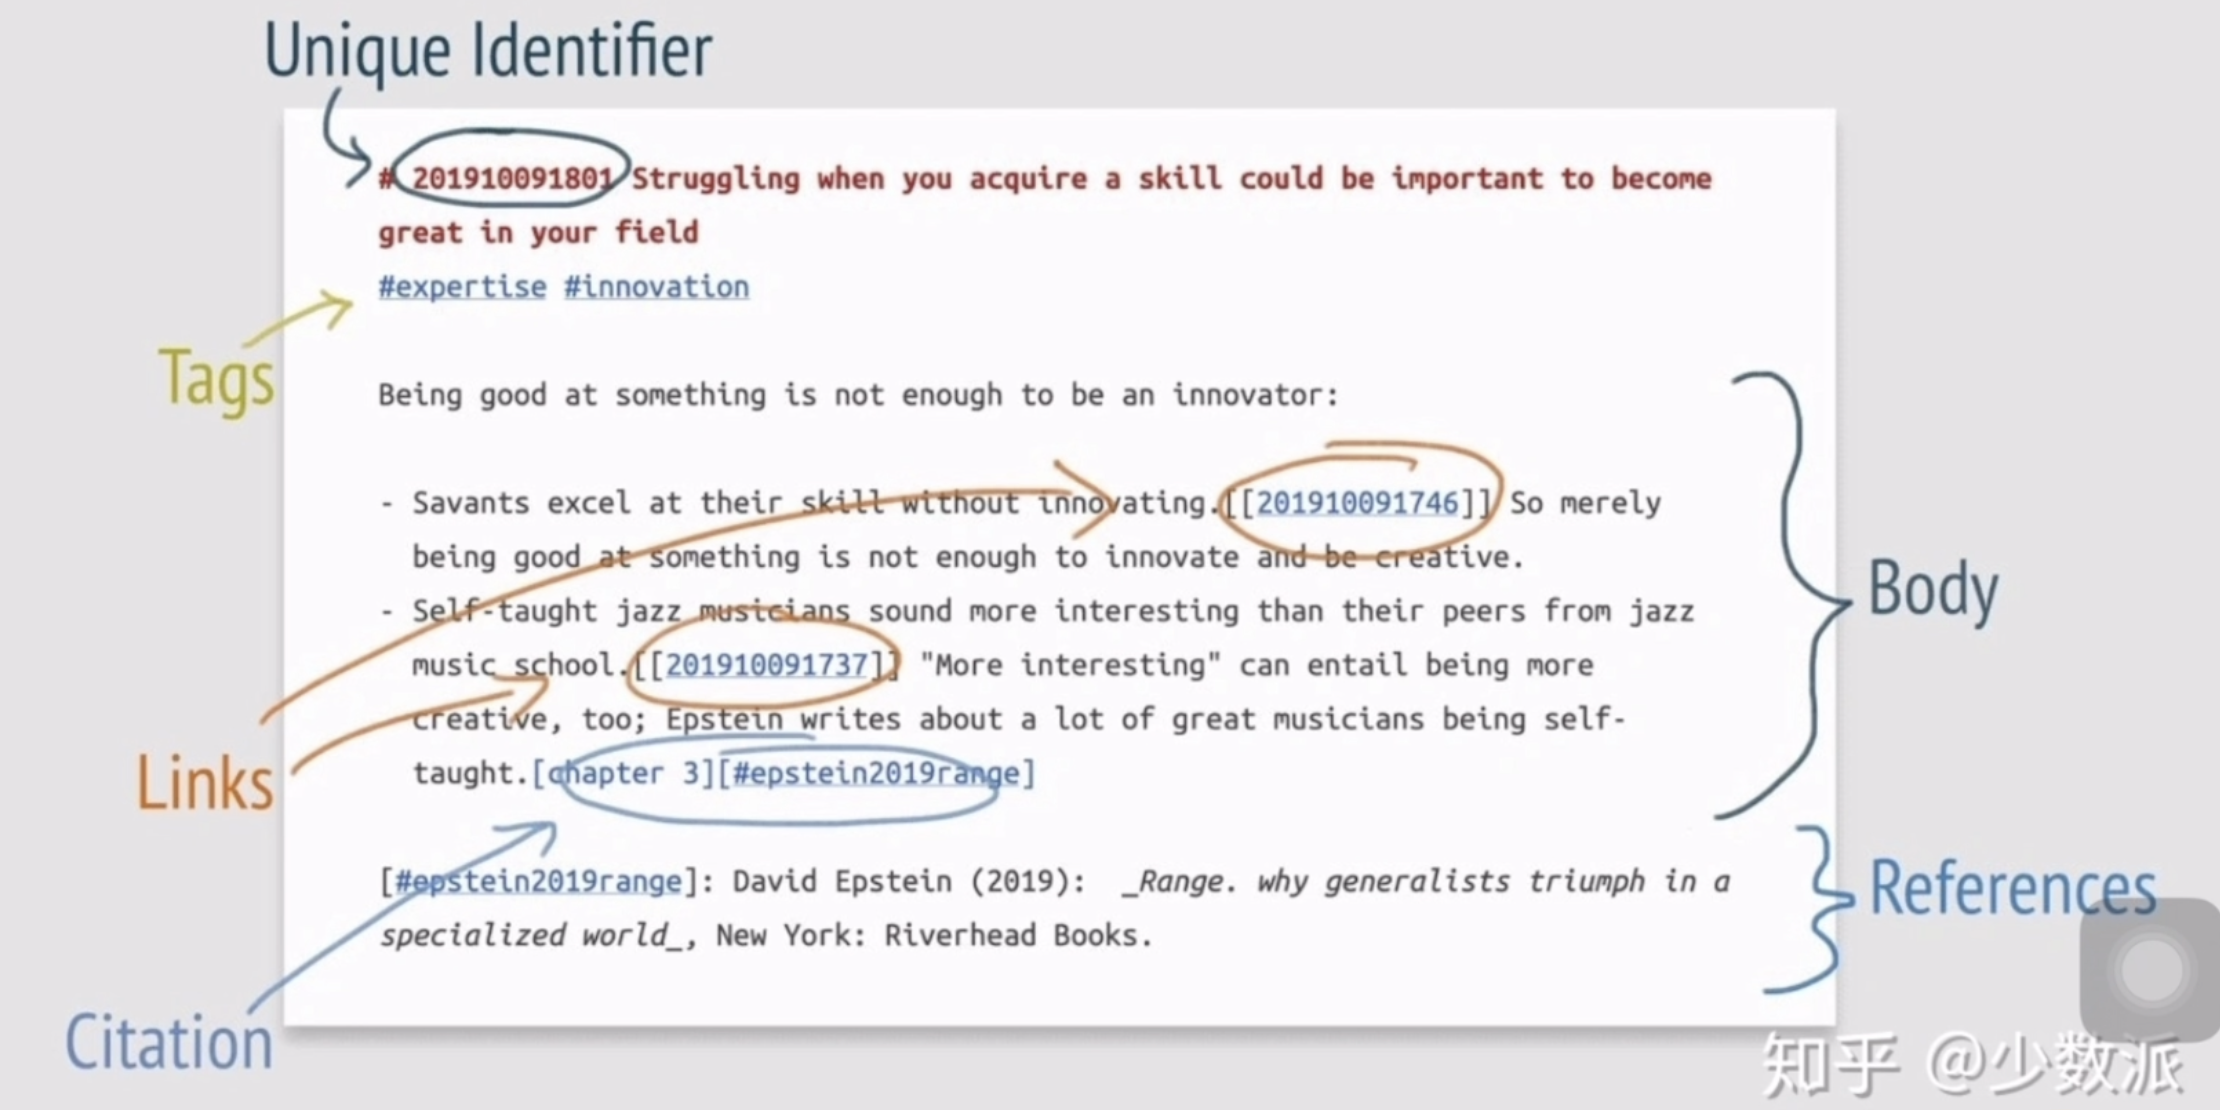 Unique Identifier
# 201910091801 Struggling when you acquire a skill could be important to become
great in your field
#expertise #innovation
Tags
Being good at something is not enough to be an innovator:
- Savants excel at their skill without innovating.[[201910091746]] So merely
being good at something is not enough to innovate and be creative.
- Self-taught jazz musicians sound more interesting than their peers from jazz
music school.[[201910091737]] "More interesting" can entail being more
creative, too; Epstein writes about a lot of great musicians being self-
taught.[chapter 3][#epstein2019range]
Body
Links
[#epstein2019range]: David Epstein (2019): _Range. why generalists triumph in a
specialized world_, New York: Riverhead Books.
References
Citation
知乎 @少数派